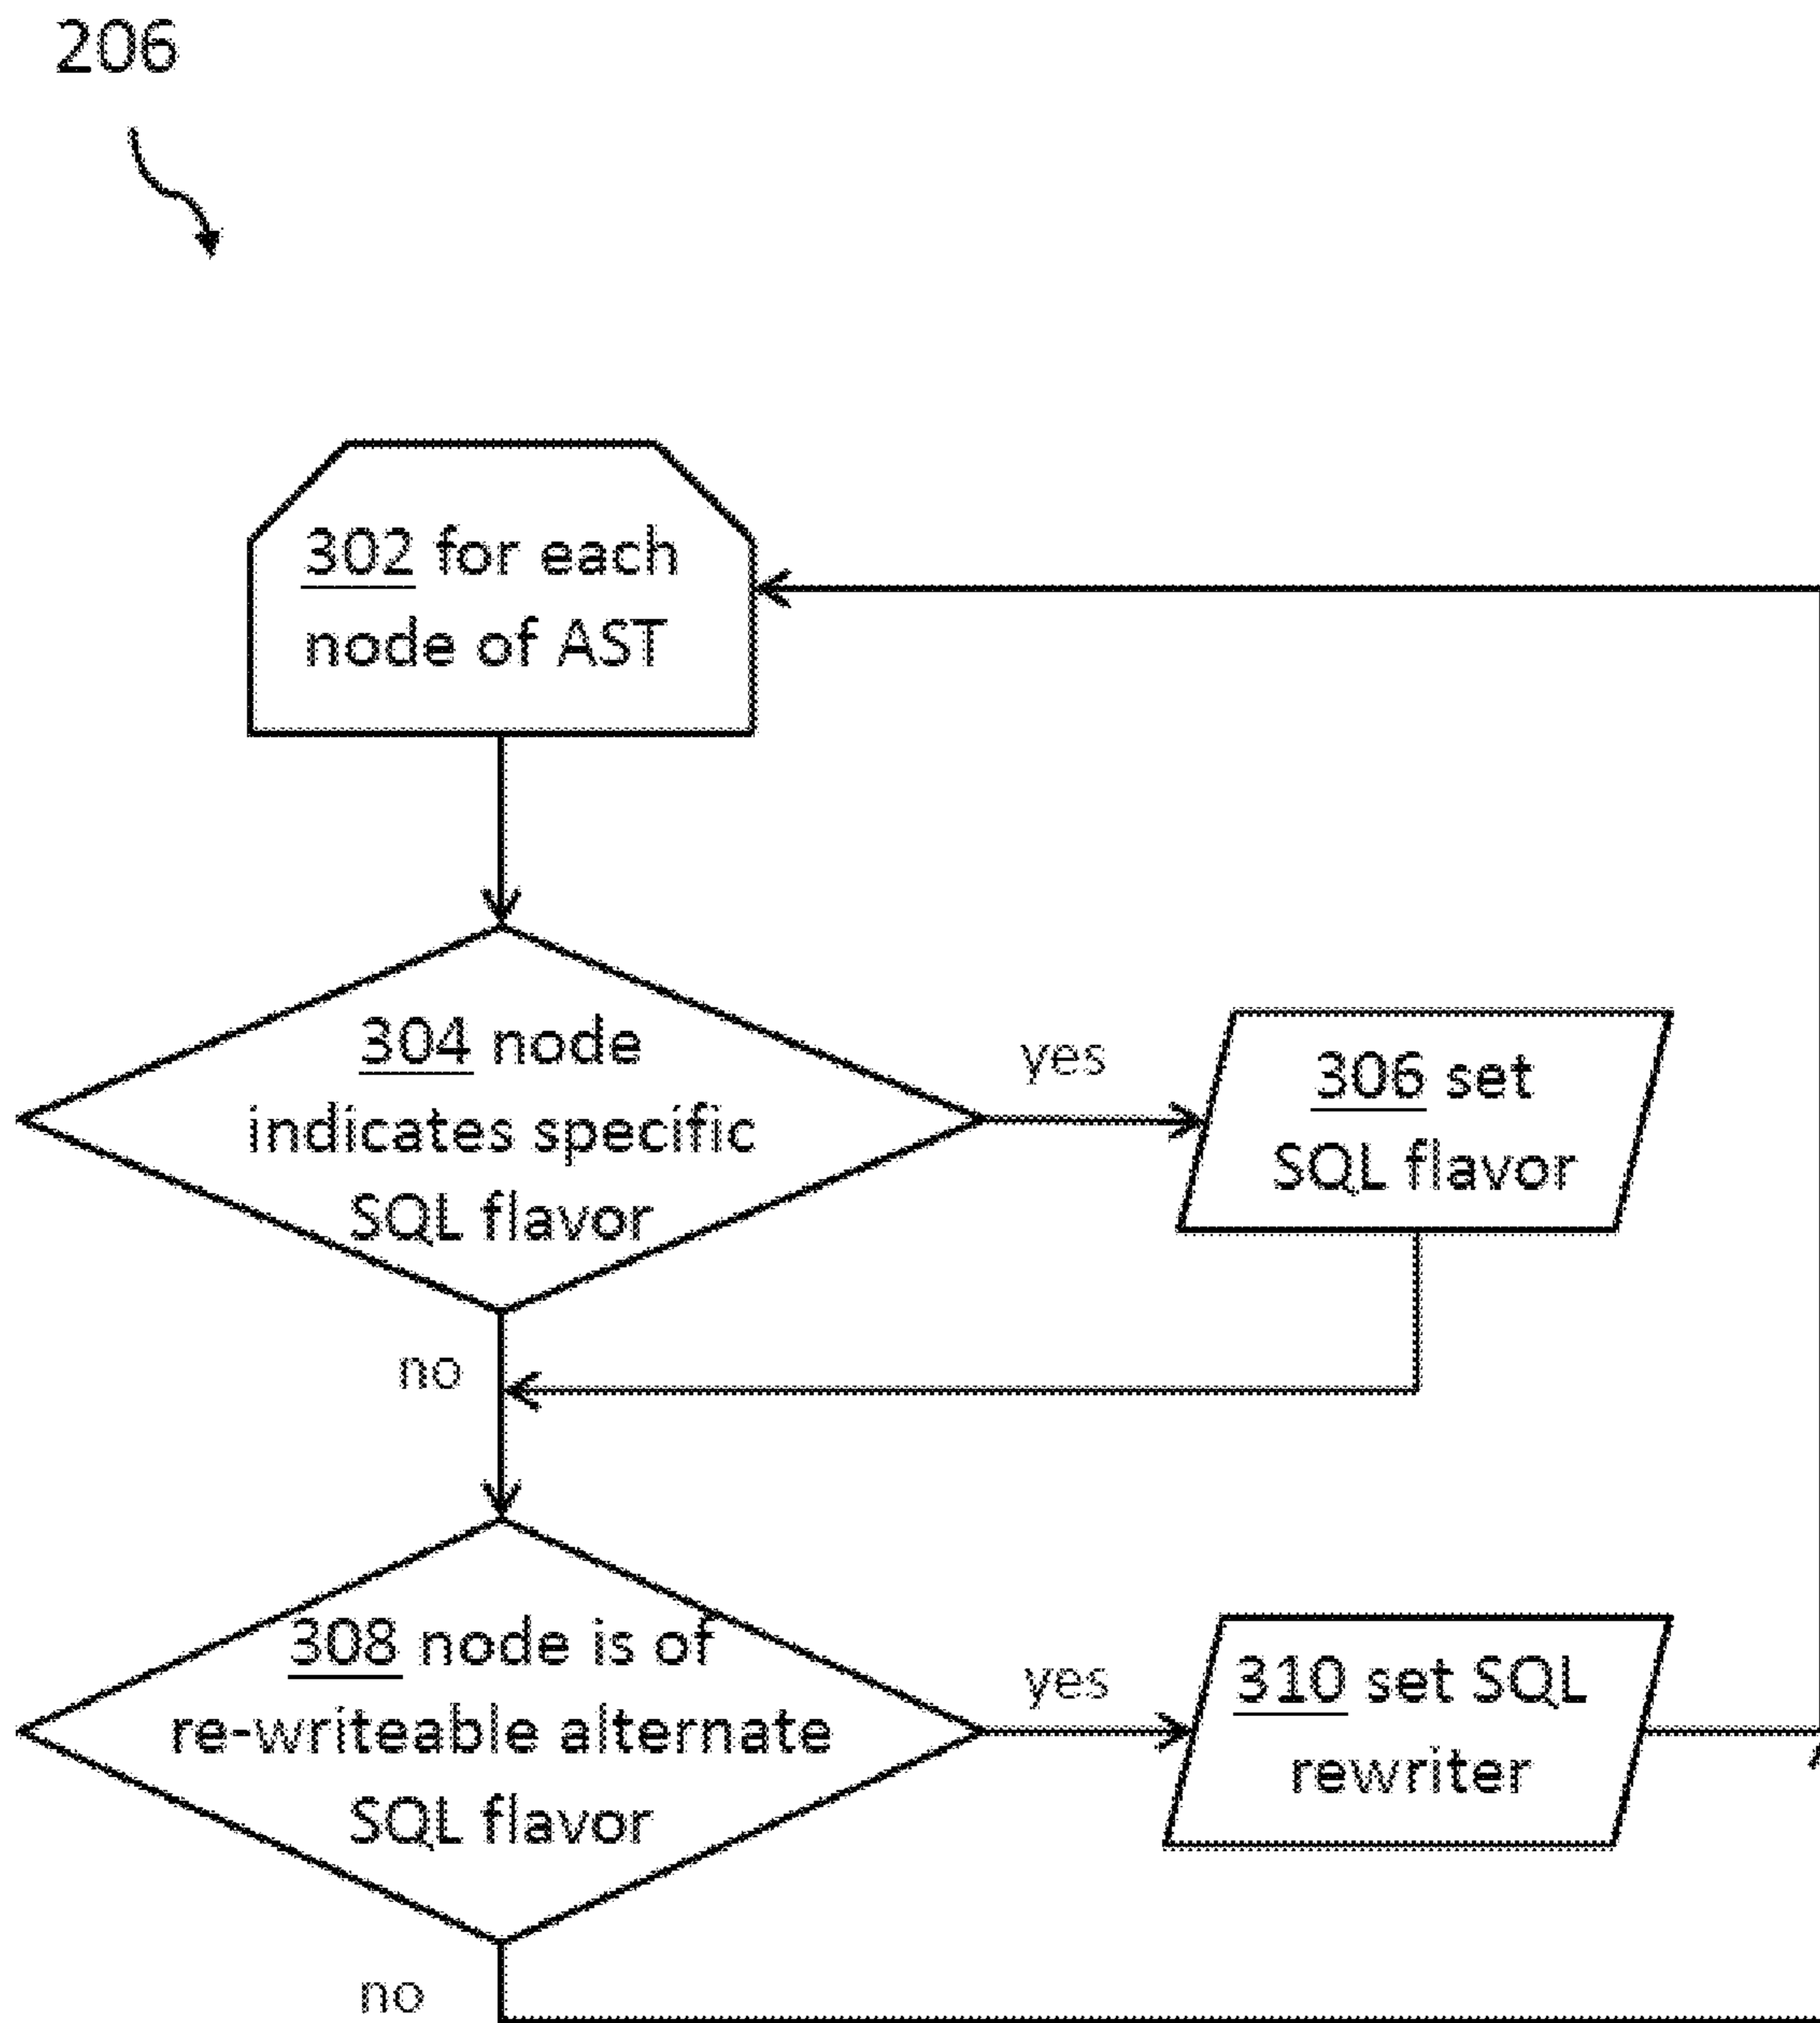 206
302 for each
node of AST
304 node
indicates specific
SQL flavor
yes
306 set
SQL flavor
no
308 node is of
re-writeable alternate
SQL flavor
yes
310 set SQL
rewriter
no